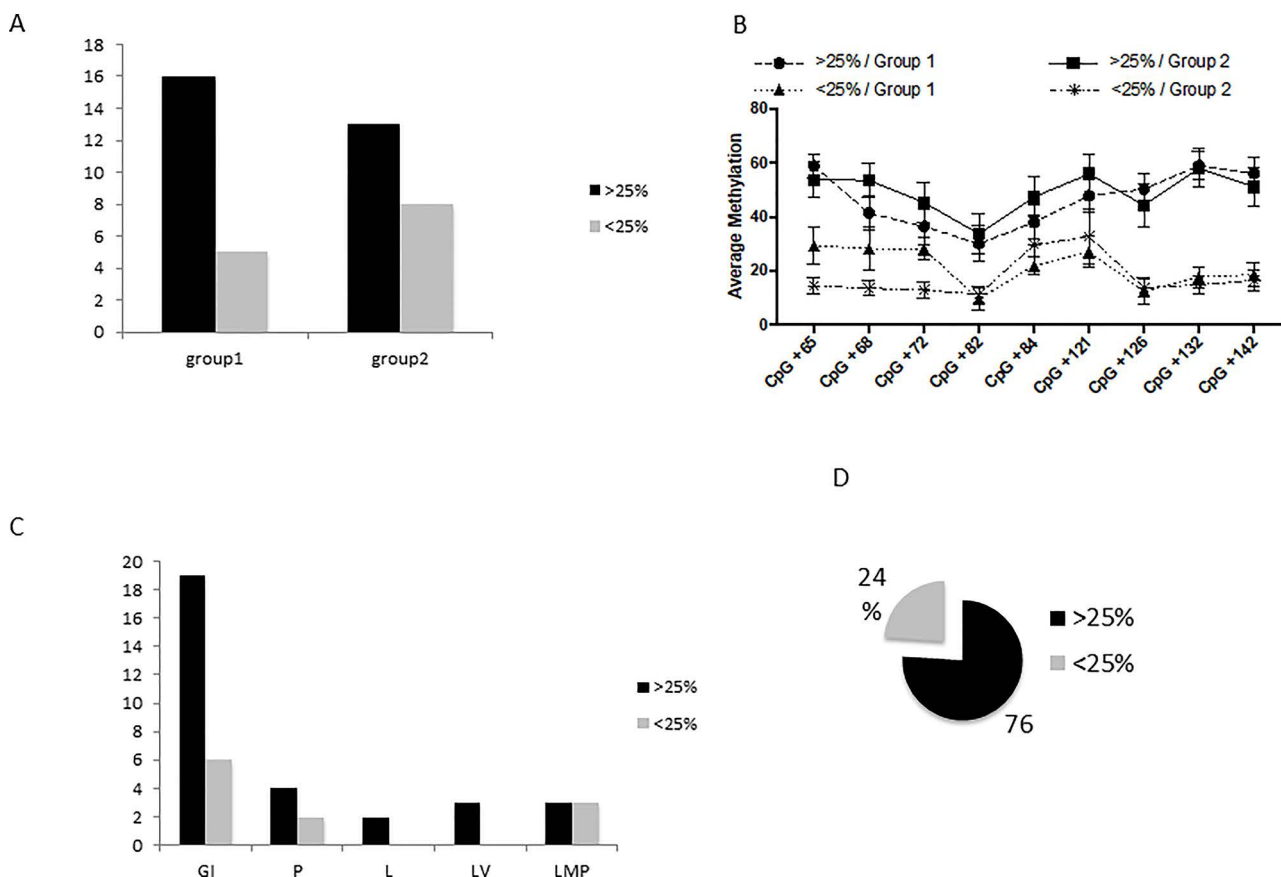 A
18
16
14
12
10
8
6
4
2
0
group1
group2
>25%
<25%
B
>25% / Group 1
>25% / Group 2
<25% / Group 1
<25% / Group 2
Average Methylation
80
60
40
20
0
CpG +65
CpG +68
CpG +72
CpG +82
CpG +84
CpG +121
CpG +126
CpG +132
CpG +142
C
20
18
16
14
12
10
8
6
4
2
0
GI
P
L
LV
LMP
>25%
<25%
D
24
%
76
>25%
<25%